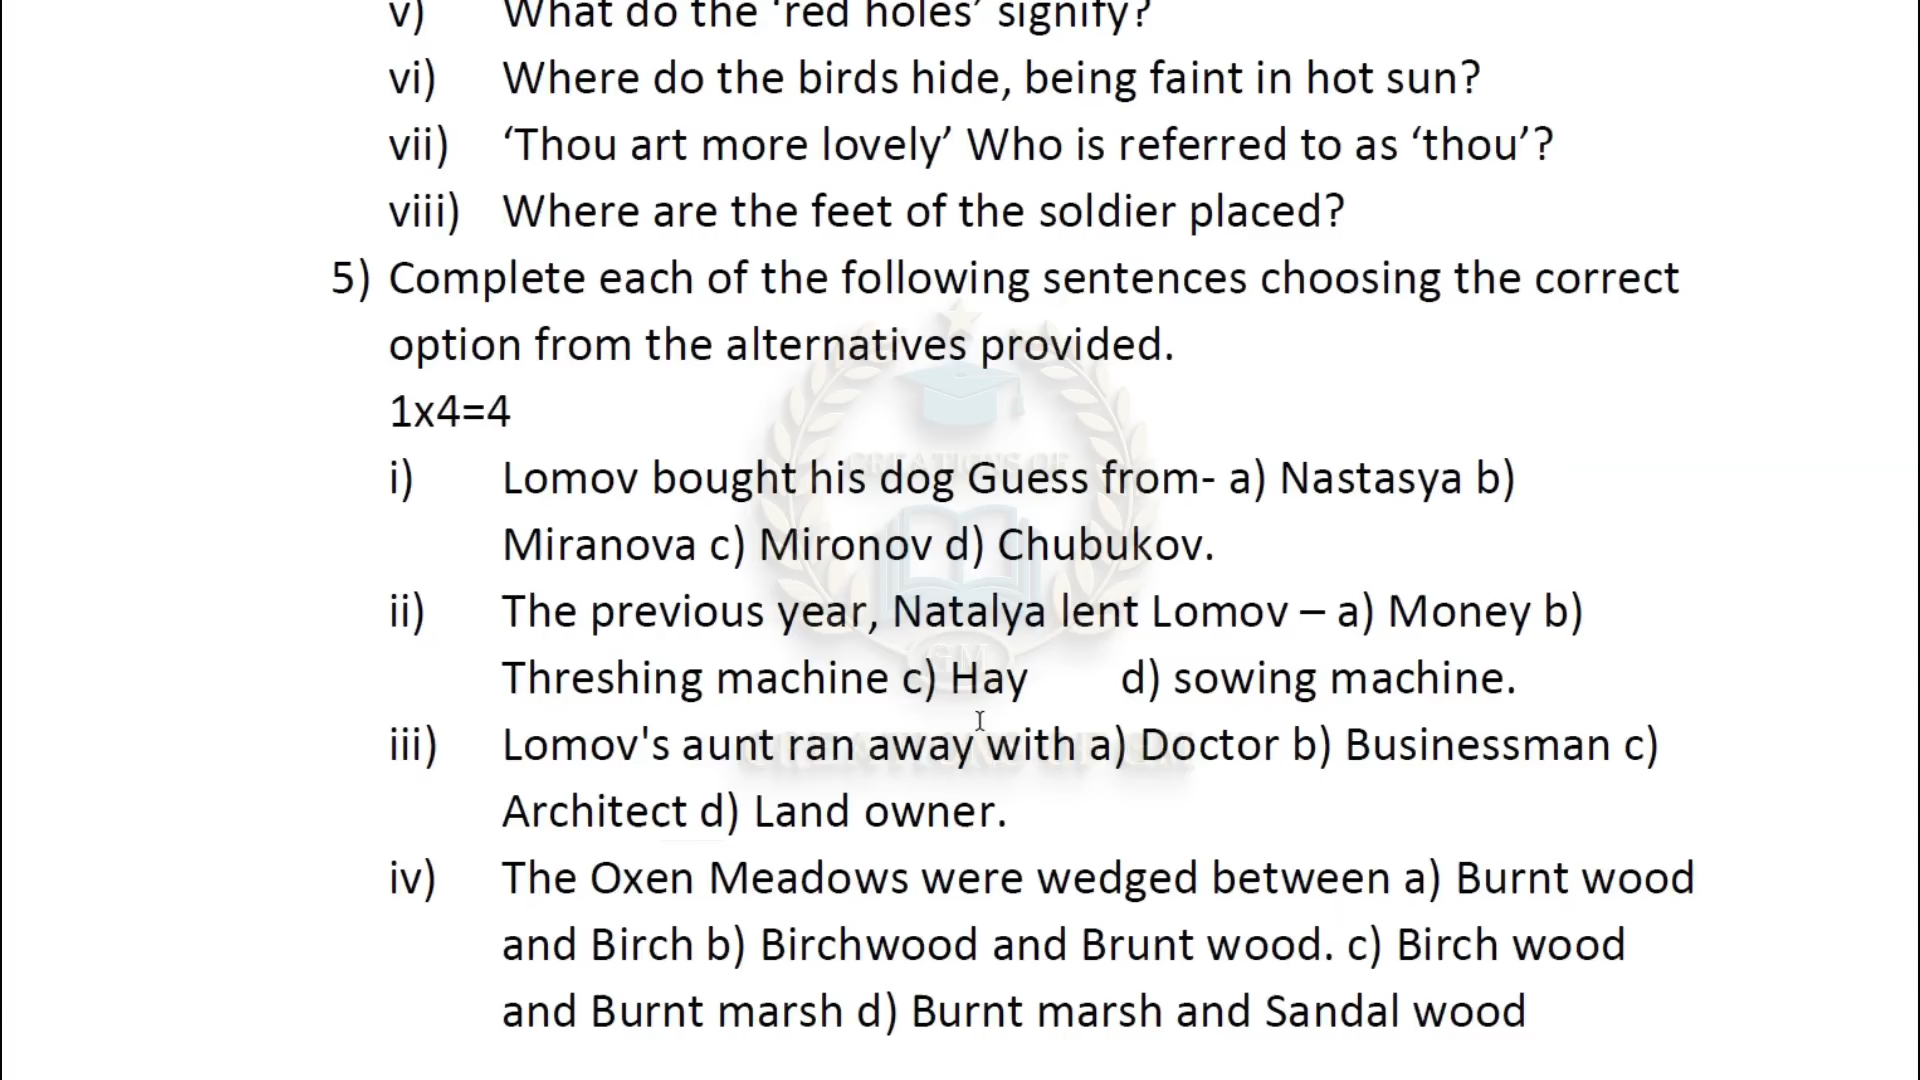 v) What do the ‘red holes’ signify?
vi) Where do the birds hide, being faint in hot sun?
vii) ‘Thou art more lovely’ Who is referred to as ‘thou’?
viii) Where are the feet of the soldier placed?
5) Complete each of the following sentences choosing the correct
option from the alternatives provided.
1x4=4
i) Lomov bought his dog Guess from- a) Nastasya b)
Miranova c) Mironov d) Chubukov.
ii) The previous year, Natalya lent Lomov – a) Money b)
Threshing machine c) Hay d) sowing machine.
iii) Lomov's aunt ran away with a) Doctor b) Businessman c)
Architect d) Land owner.
iv) The Oxen Meadows were wedged between a) Burnt wood
and Birch b) Birchwood and Brunt wood. c) Birch wood
and Burnt marsh d) Burnt marsh and Sandal wood
CREATIONS OF
GM